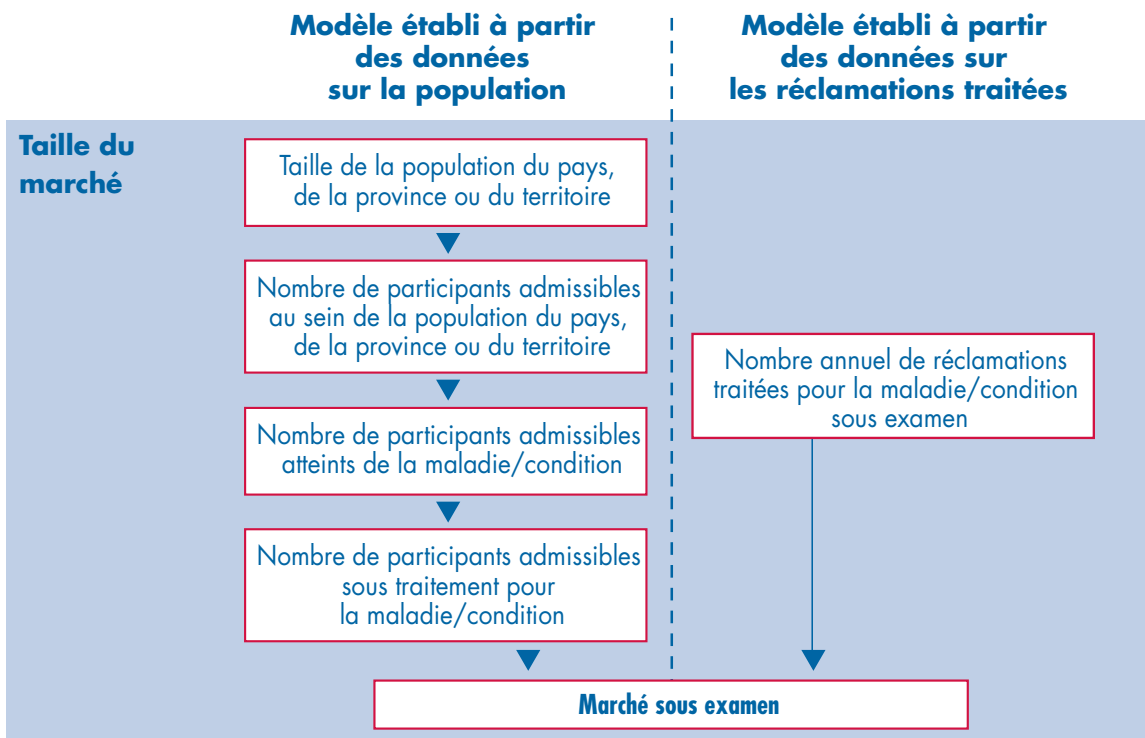 Modèle établi à partir
des données
sur la population
Modèle établi à partir
des données sur
les réclamations traitées
Taille du
marché
Taille de la population du pays,
de la province ou du territoire
Nombre de participants admissibles
au sein de la population du pays,
de la province ou du territoire
Nombre de participants admissibles
atteints de la maladie/condition
Nombre de participants admissibles
sous traitement pour
la maladie/condition
Nombre annuel de réclamations
traitées pour la maladie/condition
sous examen
Marché sous examen